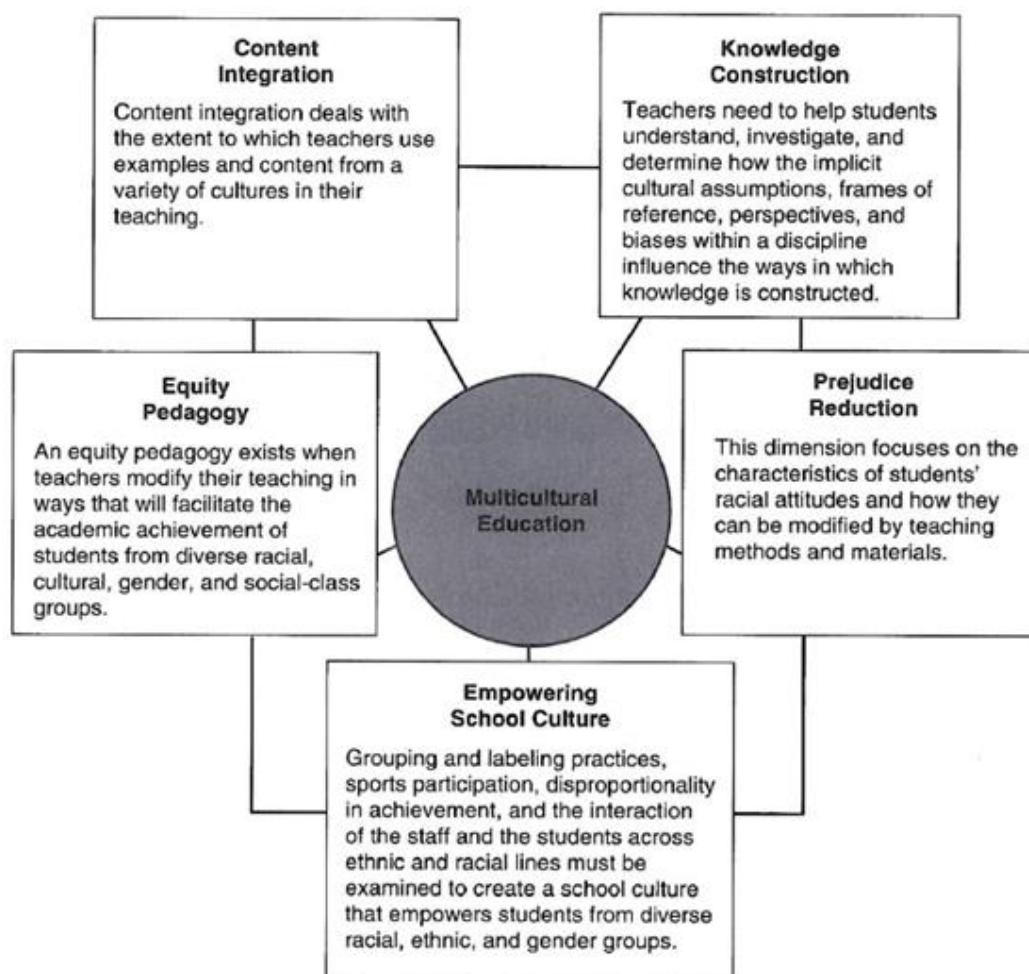 Content
Integration
Content integration deals with
the extent to which teachers use
examples and content from a
variety of cultures in their
teaching.
Knowledge
Construction
Teachers need to help students
understand, investigate, and
determine how the implicit
cultural assumptions, frames of
reference, perspectives, and
biases within a discipline
influence the ways in which
knowledge is constructed.
Equity
Pedagogy
An equity pedagogy exists when
teachers modify their teaching in
ways that will facilitate the
academic achievement of
students from diverse racial,
cultural, gender, and social-class
groups.
Multicultural
Education
Prejudice
Reduction
This dimension focuses on the
characteristics of students'
racial attitudes and how they
can be modified by teaching
methods and materials.
Empowering
School Culture
Grouping and labeling practices,
sports participation, disproportionality
in achievement, and the interaction
of the staff and the students across
ethnic and racial lines must be
examined to create a school culture
that empowers students from diverse
racial, ethnic, and gender groups.